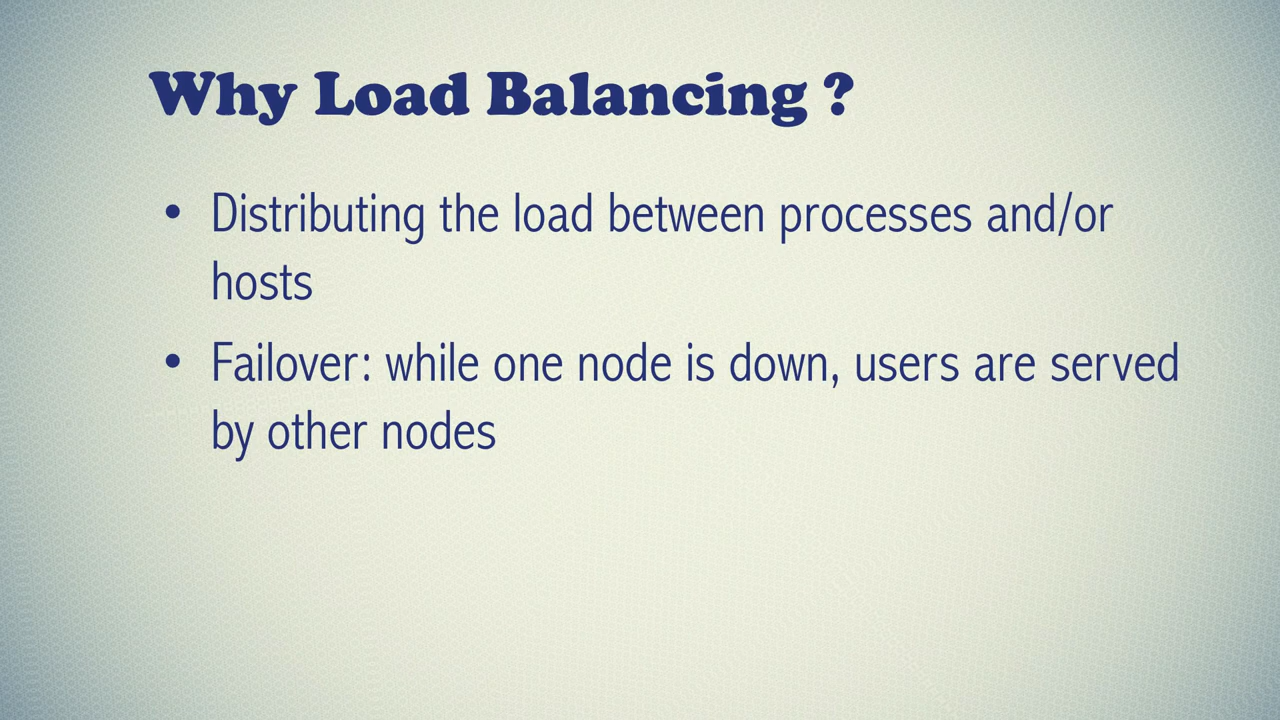 Why Load Balancing ?
• Distributing the load between processes and/or
hosts
• Failover: while one node is down, users are served
by other nodes